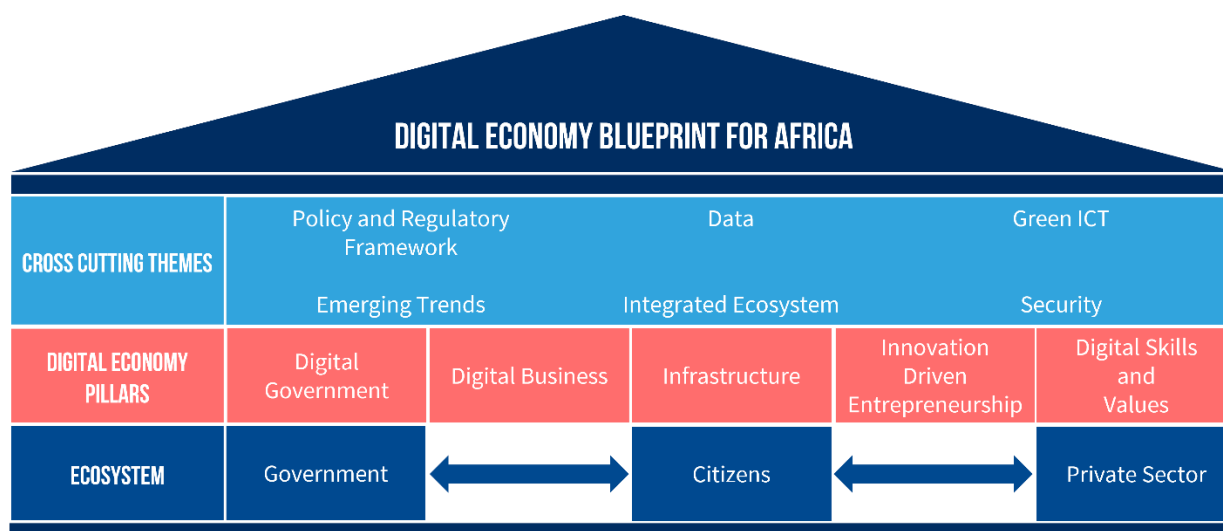 DIGITAL ECONOMY BLUEPRINT FOR AFRICA
CROSS CUTTING THEMES
Policy and Regulatory
Framework
Data
Green ICT
Emerging Trends
Integrated Ecosystem
Security
DIGITAL ECONOMY
PILLARS
Digital
Government
Digital Business
Infrastructure
Innovation
Driven
Entrepreneurship
Digital Skills
and
Values
ECOSYSTEM
Government
Citizens
Private Sector